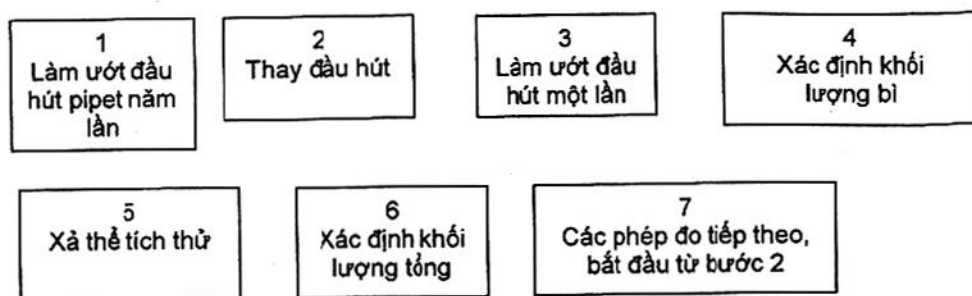 1
Làm ướt đầu
hút pipet năm
lần
2
Thay đầu hút
3
Làm ướt đầu
hút một lần
4
Xác định khối
lượng bì
5
Xả thể tích thử
6
Xác định khối
lượng tổng
7
Các phép đo tiếp theo,
bắt đầu từ bước 2